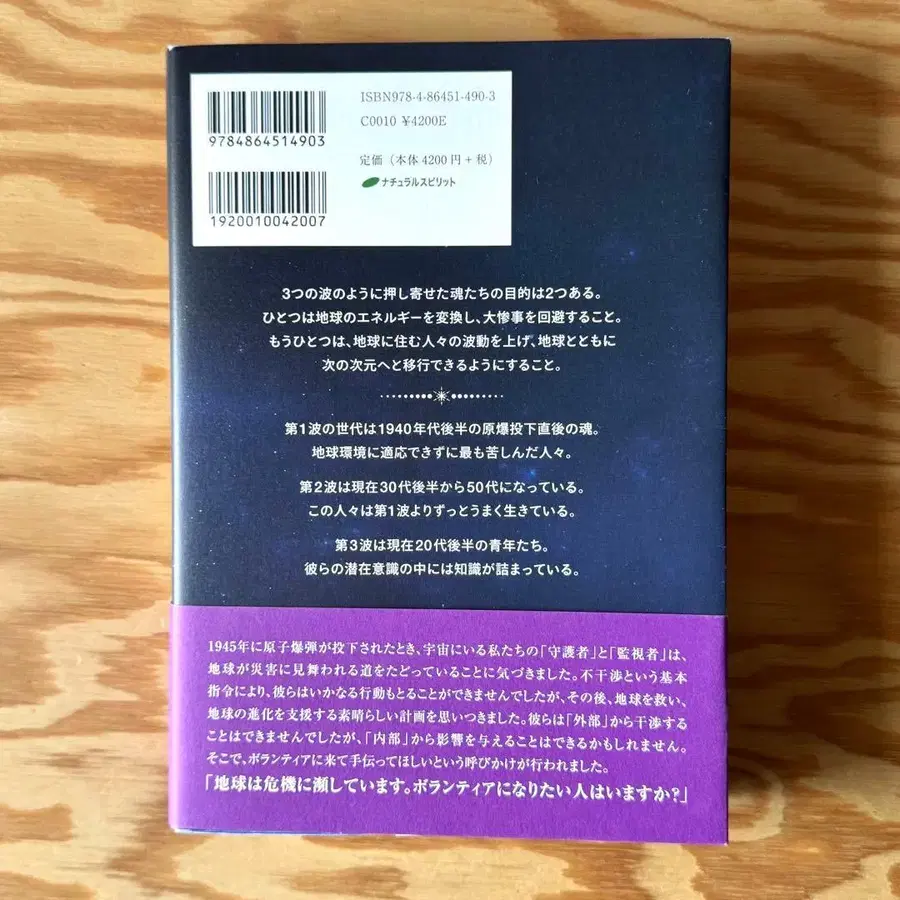 ISBN978-4-86451-490-3
C0010 ¥4200E
9784864514903
定価（本体4200円+税）
ナチュラルスピリット
1920010042007
3つの波のように押し寄せた魂たちの目的は2つある。
ひとつは地球のエネルギーを変換し、大惨事を回避すること。
もうひとつは、地球に住む人々の波動を上げ、地球とともに
次の次元へと移行できるようにすること。
第1波の世代は1940年代後半の原爆投下直後の魂。
地球環境に適応できずに最も苦しんだ人々。
第2波は現在30代後半から50代になっている。
この人々は第1波よりずっとうまく生きている。
第3波は現在20代後半の青年たち。
彼らの潜在意識の中には知識が詰まっている。
1945年に原子爆弾が投下されたとき、宇宙にいる私たちの「守護者」と「監視者」は、
地球が災害に見舞われる道をたどっていることに気づきました。不干渉という基本
指令により、彼らはいかなる行動もとることができませんでしたが、その後、地球を救い、
地球の進化を支援する素晴らしい計画を思いつきました。彼らは「外部」から干渉する
ことはできませんでしたが、「内部」から影響を与えることはできるかもしれません。
そこで、ボランティアに来て手伝ってほしいという呼びかけが行われました。
「地球は危機に瀕しています。ボランティアになりたい人はいますか?」